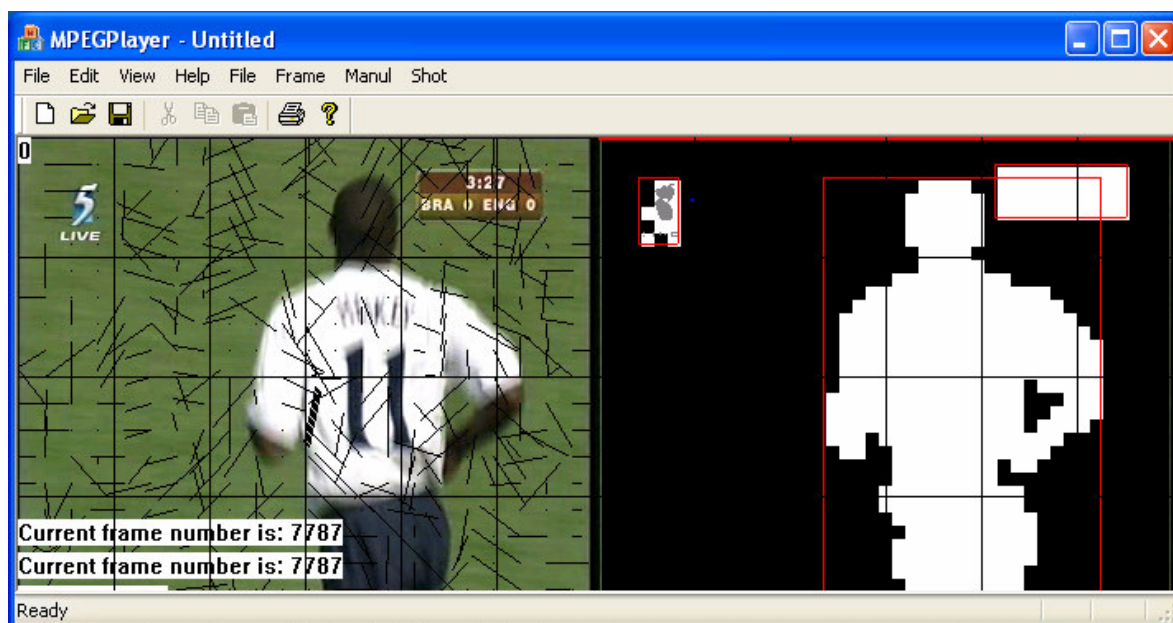 MPEGPlayer - Untitled
File Edit View Help File Frame Manul Shot
0
5
LIVE
3:27
BRA 0 ENG 0
11
Current frame number is: 7787
Current frame number is: 7787
Ready